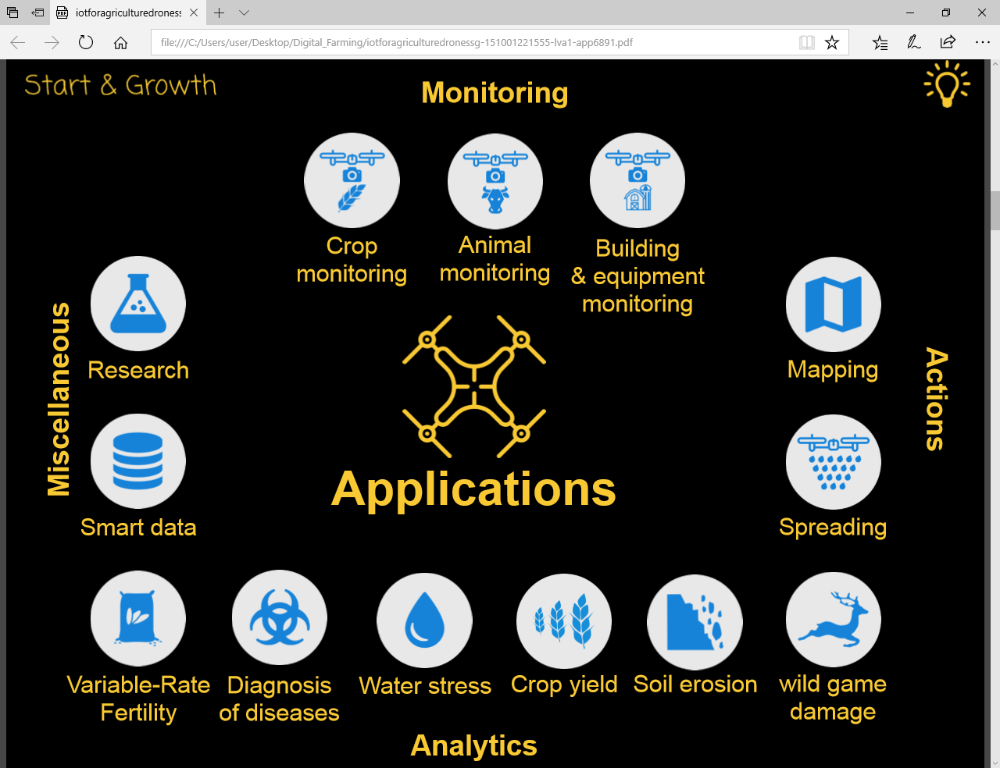 iotforagriculturedroness
file:///C:/Users/user/Desktop/Digital_Farming/iotforagriculturedronessg-151001221555-lva1-app6891.pdf
Start & Growth
Monitoring
Crop
monitoring
Animal
monitoring
Building
& equipment
monitoring
Miscellaneous
Research
Smart data
Applications
Mapping
Spreading
Actions
Variable-Rate
Fertility
Diagnosis
of diseases
Water stress
Crop yield
Soil erosion
wild game
damage
Analytics